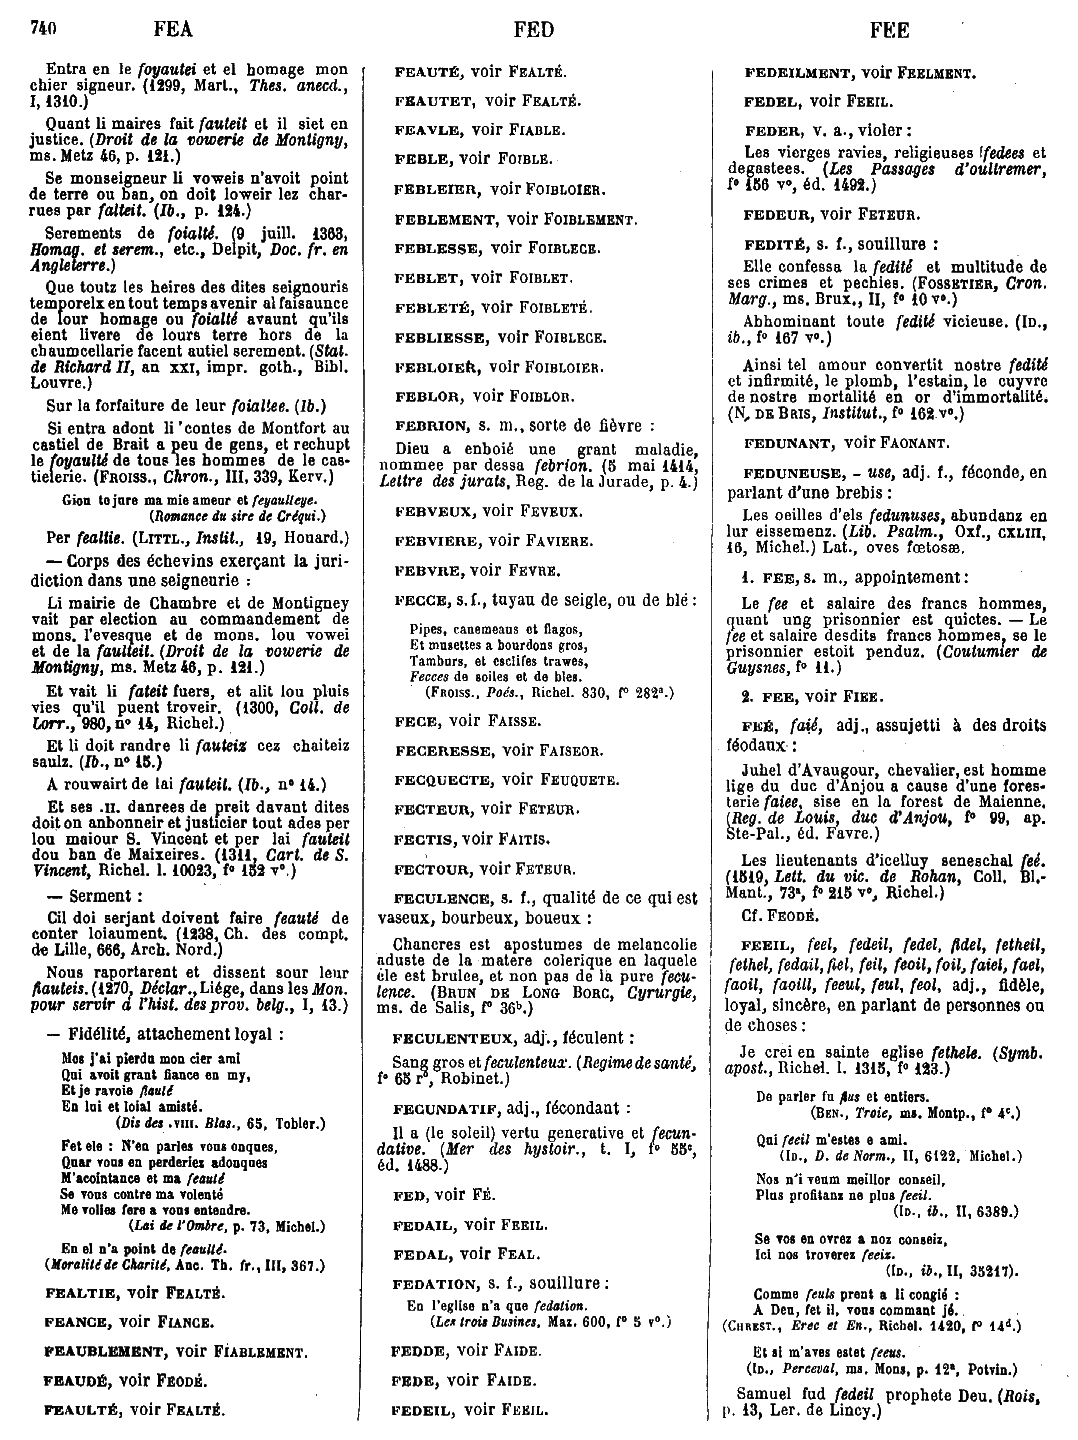 740 FEA FED FEE
Entra en le foyautei et el homage mon
chier signeur. (1299, Mart., Thes. anecd.,
I, 1310.)
Quant li maires fait fauteit et il siet en
justice. (Droit de la vowerie de Montigny,
ms. Metz 46, p. 121.)
Se monseigneur li voweis n'avoit point
de terre ou ban, on doit loweir lez char-
rues par falteit. (Ib., p. 124.)
Serements de foialté. (9 juill. 1363,
Homag. et serem., etc., Delpit, Doc. fr. en
Angleterre.)
Que toutz les heires des dites seignouris
temporelx en tout temps avenir al faisaunce
de lour homage ou foialté avaunt qu'ils
eient livere de lours terre hors de la
chaumcellarie facent autiel serement. (Stat.
de Richard II, an XXI, impr. goth., Bibl.
Louvre.)
Sur la forfaiture de leur foialtee. (Ib.)
Si entra adont li contes de Montfort au
castiel de Brait a peu de gens, et rechupt
le foyaulté de tous les hommes de le cas-
tielerie. (FROISS., Chron., III, 339, Kerv.)
Gion to jure ma mie ameur et feyaulteye.
(Romance du sire de Créqui.)
Per fealtie. (LITTL., Instit., 19, Houard.)
— Corps des échevins exerçant la juri-
diction dans une seigneurie :
Li mairie de Chambre et de Montigney
vait par election au commandement de
mons. l'evesque et de mons. lou vowei
et de la faulteit. (Droit de la vowerie de
Montigny, ms. Metz 46, p. 121.)
Et vait li fateit fuers, et alit lou pluis
vies qu'il puent troveir. (1300, Coll. de
Lorr., 980, n° 14, Richel.)
Et li doit randre li fauteiz cez chaiteiz
saulz. (Ib., n° 15.)
A rouwairt de lai fauteit. (Ib., n° 14.)
Et ses .II. danrees de preit davant dites
doit on anbonneir et justicier tout ades per
lou maiour S. Vincent et per lai fauteit
dou ban de Maixeires. (1311, Cart. de S.
Vincent, Richel. l. 10023, f° 132 v°.)
— Serment :
Cil doi serjant doivent faire feauté de
conter loiaument. (1238, Ch. des compt.
de Lille, 666, Arch. Nord.)
Nous raportarent et dissent sour leur
fiauteis. (1270, Déclar., Liége, dans les Mon.
pour servir à l'hist. des prov. belg., I, 13.)
— Fidélité, attachement loyal :
Mos j'ai pierdu mon cier ami
Qui avoit grant fiance en my,
Et je ravoie fiauté
En lui et loial amisté.
(Dis des .VIII. Blas., 65, Tobler.)
Fet ele : N'en parles vous onques,
Quar vous en perderiez adonques
M'acointance et ma feauté
Se vous contre ma volenté
Me volies fere a vous entendre.
(Lai de l'Ombre, p. 73, Michel.)
En el n'a point de feaulté.
(Moralité de Charité, Anc. Th. fr., III, 367.)
FEALTIE, voir FEALTÉ.
FEANCE, voir FIANCE.
FEAUBLEMENT, voir FIABLEMENT.
FEAUDÉ, voir FEODÉ.
FEAULTÉ, voir FEALTÉ.
FEAUTÉ, voir FEALTÉ.
FEAUTET, voir FEALTÉ.
FEAVLE, voir FIABLE.
FEBLE, voir FOIBLE.
FEBLEIER, voir FOIBLOIER.
FEBLEMENT, voir FOIBLEMENT.
FEBLESSE, voir FOIBLECE.
FEBLET, voir FOIBLET.
FEBLETÉ, voir FOIBLETÉ.
FEBLIESSE, voir FOIBLECE.
FEBLOIER, voir FOIBLOIER.
FEBLOR, voir FOIBLOR.
FEBRION, s. m., sorte de fièvre :
Dieu a enboié une grant maladie,
nommee par dessa febrion. (5 mai 1414,
Lettre des jurats, Reg. de la Jurade, p. 4.)
FEBVEUX, voir FEVEUX.
FEBVIERE, voir FAVIERE.
FEBVRE, voir FEVRE.
FECCE, s. f., tuyau de seigle, ou de blé :
Pipes, canemeaus et flagos,
Et musettes a bourdons gros,
Tamburs, et esclifes trawes,
Fecces de soiles et de bles.
(FROISS., Poés., Richel. 830, f° 282ª.)
FECE, voir FAISSE.
FECERESSE, voir FAISEOR.
FECQUECTE, voir FEUQUETE.
FECTEUR, voir FETEUR.
FECTIS, voir FAITIS.
FECTOUR, voir FETEUR.
FECULENCE, s. f., qualité de ce qui est
vaseux, bourbeux, boueux :
Chancres est apostumes de melancolie
aduste de la matere colerique en laquele
ele est brulee, et non pas de la pure fecu-
lence. (BRUN DE LONG BORC, Cyrurgie,
ms. de Salis, f° 36ᵇ.)
FECULENTEUX, adj., féculent :
Sang gros et feculenteux. (Regime de santé,
f° 65 r°, Robinet.)
FECUNDATIF, adj., fécondant :
Il a (le soleil) vertu generative et fecun-
dative. (Mer des hystoir., t. I, f° 55ᶜ,
éd. 1488.)
FED, voir FÉ.
FEDAIL, voir FEEIL.
FEDAL, voir FEAL.
FEDATION, s. f., souillure :
En l'eglise n'a que fedation.
(Les trois Busines, Maz. 600, f° 5 v°.)
FEDDE, voir FAIDE.
FEDE, voir FAIDE.
FEDEIL, voir FEEIL.
FEDEILMENT, voir FEELMENT.
FEDEL, voir FEEIL.
FEDER, v. a., violer :
Les vierges ravies, religieuses fedees et
degastees. (Les Passages d'oultremer,
f° 156 v°, éd. 1492.)
FEDEUR, voir FETEUR.
FEDITÉ, s. f., souillure :
Elle confessa la fedité et multitude de
ses crimes et pechies. (FOSSETIER, Cron.
Marg., ms. Brux., II, f° 10 v°.)
Abhominant toute fedité vicieuse. (ID.,
ib., f° 167 v°.)
Ainsi tel amour convertit nostre fedité
et infirmité, le plomb, l'estain, le cuyvre
de nostre mortalité en or d'immortalité.
(N. DE BRIS, Institut., f° 162 v°.)
FEDUNANT, voir FAONANT.
FEDUNEUSE, - use, adj. f., féconde, en
parlant d'une brebis :
Les oeilles d'els fedunuses, abundanz en
lur eissemenz. (Lib. Psalm., Oxf., CXLIII,
16, Michel.) Lat., oves fœtosæ.
1. FEE, s. m., appointement :
Le fee et salaire des francs hommes,
quant ung prisonnier est quictes. — Le
fee et salaire desdits francs hommes, se le
prisonnier estoit penduz. (Coutumier de
Guysnes, f° 11.)
2. FEE, voir FIEE.
FEÉ, faié, adj., assujetti à des droits
féodaux :
Juhel d'Avaugour, chevalier, est homme
lige du duc d'Anjou a cause d'une fores-
terie faiee, sise en la forest de Maienne.
(Reg. de Louis, duc d'Anjou, f° 99, ap.
Ste-Pal., éd. Favre.)
Les lieutenants d'icelluy seneschal feé.
(1519, Lett. du vic. de Rohan, Coll. Bl.-
Mant., 73ª, f° 215 v°, Richel.)
Cf. FEODÉ.
FEEIL, feel, fedeil, fedel, fidel, fetheil,
fethel, fedail, fiel, feil, feoil, foil, faiel, fael,
faoil, faoill, feeul, feul, feol, adj., fidèle,
loyal, sincère, en parlant de personnes ou
de choses :
Je crei en sainte eglise fethele. (Symb.
apost., Richel. l. 1315, f° 123.)
De parler fu fius et entiers.
(BEN., Troie, ms. Montp., f° 4ᶜ.)
Qui feeil m'estes e ami.
(ID., D. de Norm., II, 6122, Michel.)
Nos n'i veum meillor conseil,
Plus profitanz ne plus feeil.
(ID., ib., II, 6389.)
Se vos en ovrez a noz conseiz,
Ici nos troverez feeiz.
(ID., ib., II, 35217).
Comme feuls prent a li congié :
A Deu, fet il, vous commant jé.
(CHREST., Erec et En., Richel. 1420, f° 14ᵈ.)
Et si m'aves estet feeus.
(ID., Perceval, ms. Mons, p. 12ª, Potvin.)
Samuel fud fedeil prophete Deu. (Rois,
p. 13, Ler. de Lincy.)